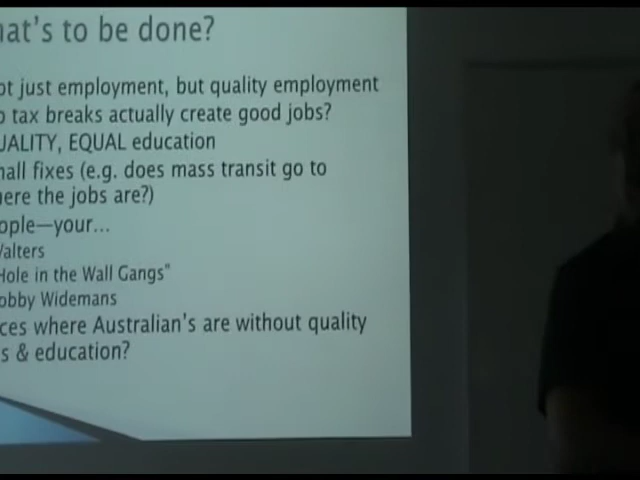 at's to be done?
ot just employment, but quality employment
o tax breaks actually create good jobs?
UALITY, EQUAL education
nall fixes (e.g. does mass transit go to
nere the jobs are?)
ople—your...
Walters
Hole in the Wall Gangs"
obby Widemans
ces where Australian's are without quality
s & education?